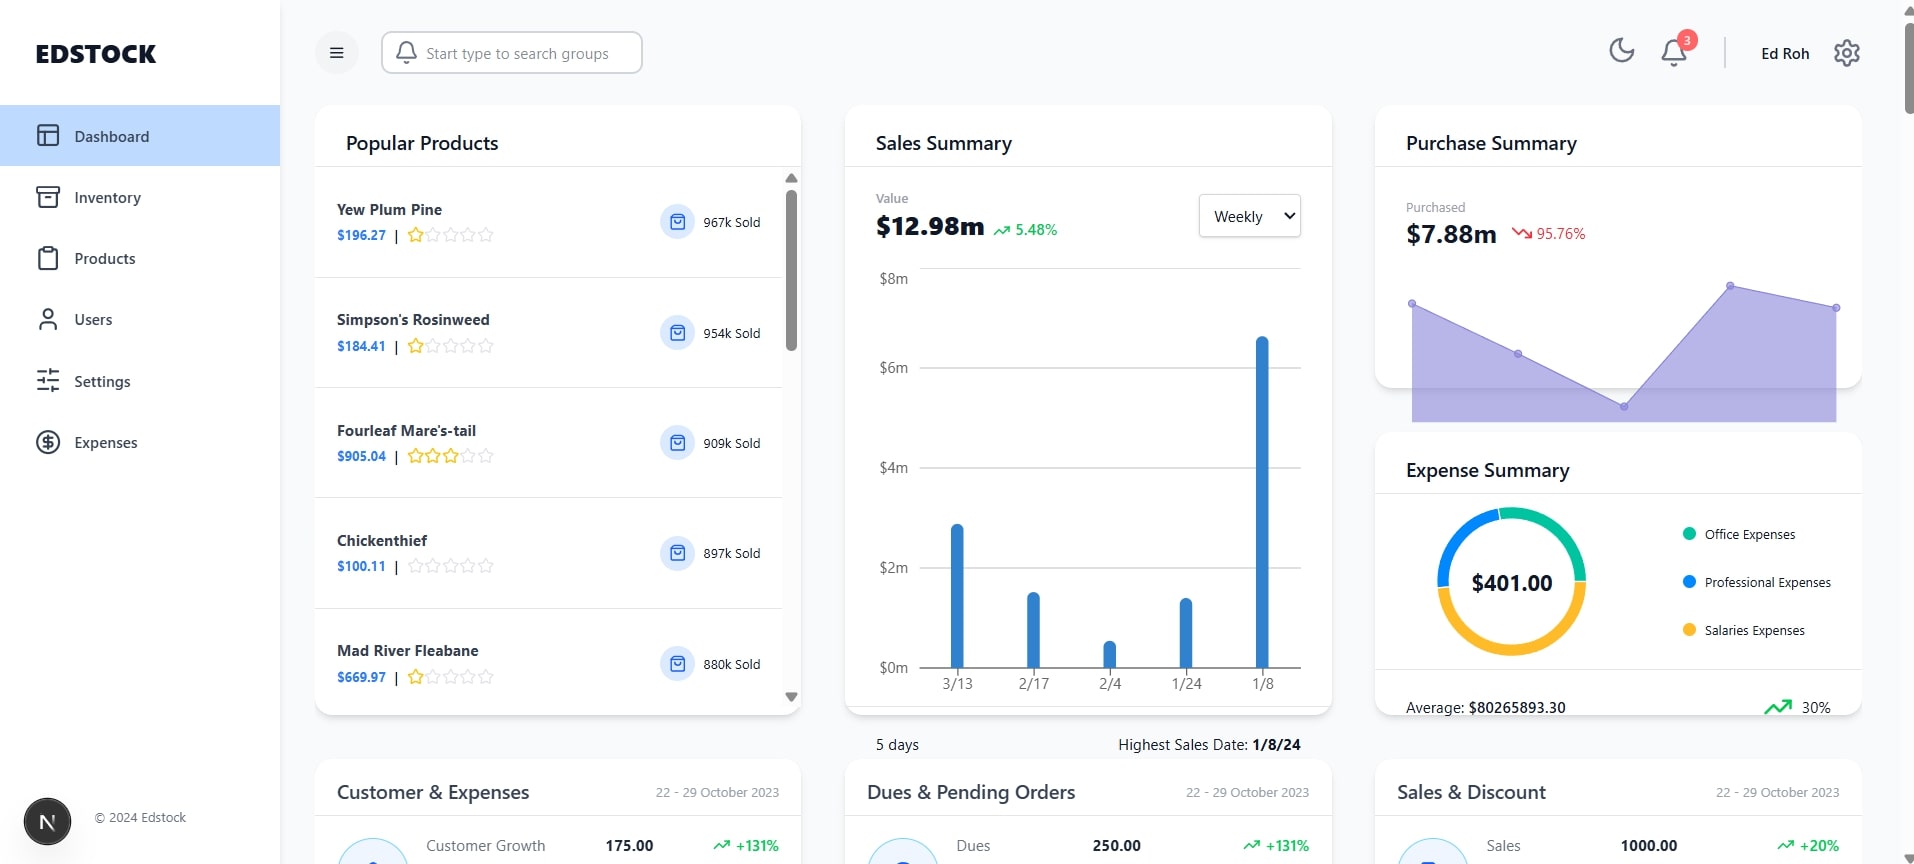 EDSTOCK
Start type to search groups
3
Ed Roh
Dashboard
Inventory
Products
Users
Settings
Expenses
N
© 2024 Edstock
Popular Products
Yew Plum Pine
$196.27 |
967k Sold
Simpson's Rosinweed
$184.41 |
954k Sold
Fourleaf Mare's-tail
$905.04 |
909k Sold
Chickenthief
$100.11 |
897k Sold
Mad River Fleabane
$669.97 |
880k Sold
Sales Summary
Value
$12.98m 5.48%
Weekly
$8m
$6m
$4m
$2m
$0m
3/13 2/17 2/4 1/24 1/8
5 days Highest Sales Date: 1/8/24
Purchase Summary
Purchased
$7.88m 95.76%
Expense Summary
$401.00
Office Expenses
Professional Expenses
Salaries Expenses
Average: $80265893.30 30%
Customer & Expenses 22 - 29 October 2023
Customer Growth 175.00 +131%
Dues & Pending Orders 22 - 29 October 2023
Dues 250.00 +131%
Sales & Discount 22 - 29 October 2023
Sales 1000.00 +20%